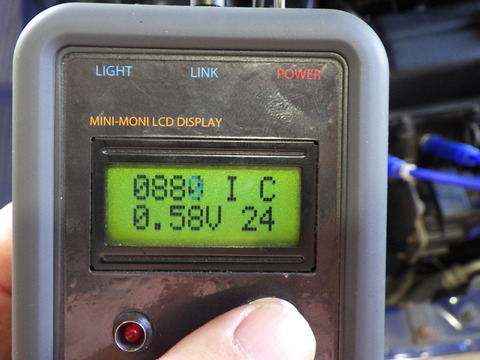 LIGHT LINK POWER
MINI-MONI LCD DISPLAY
0880 I C
0.58V 24